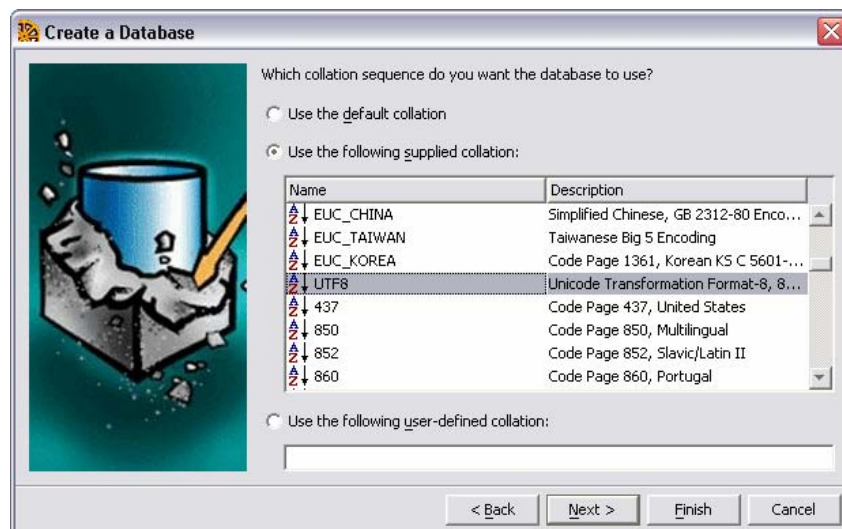 Create a Database
Which collation sequence do you want the database to use?
Use the default collation
Use the following supplied collation:
Name Description
EUC_CHINA Simplified Chinese, GB 2312-80 Enco...
EUC_TAIWAN Taiwanese Big 5 Encoding
EUC_KOREA Code Page 1361, Korean KS C 5601-...
UTF8 Unicode Transformation Format-8, 8...
437 Code Page 437, United States
850 Code Page 850, Multilingual
852 Code Page 852, Slavic/Latin II
860 Code Page 860, Portugal
Use the following user-defined collation:
< Back Next > Finish Cancel